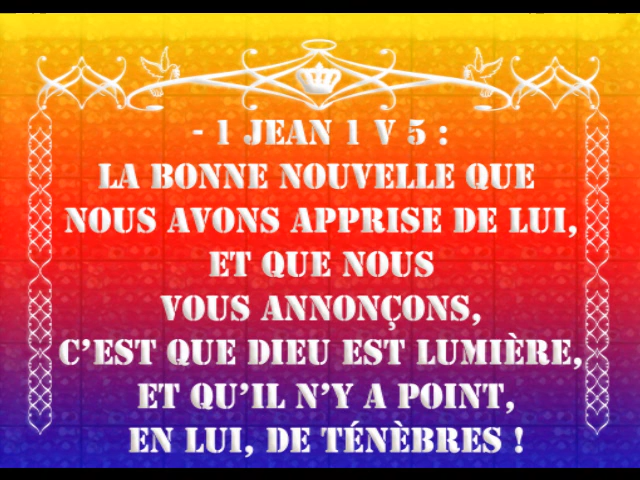 - 1 JEAN 1 V 5 :
LA BONNE NOUVELLE QUE
NOUS AVONS APPRISE DE LUI,
ET QUE NOUS
VOUS ANNONÇONS,
C’EST QUE DIEU EST LUMIÈRE,
ET QU’IL N’Y A POINT,
EN LUI, DE TÉNÈBRES !